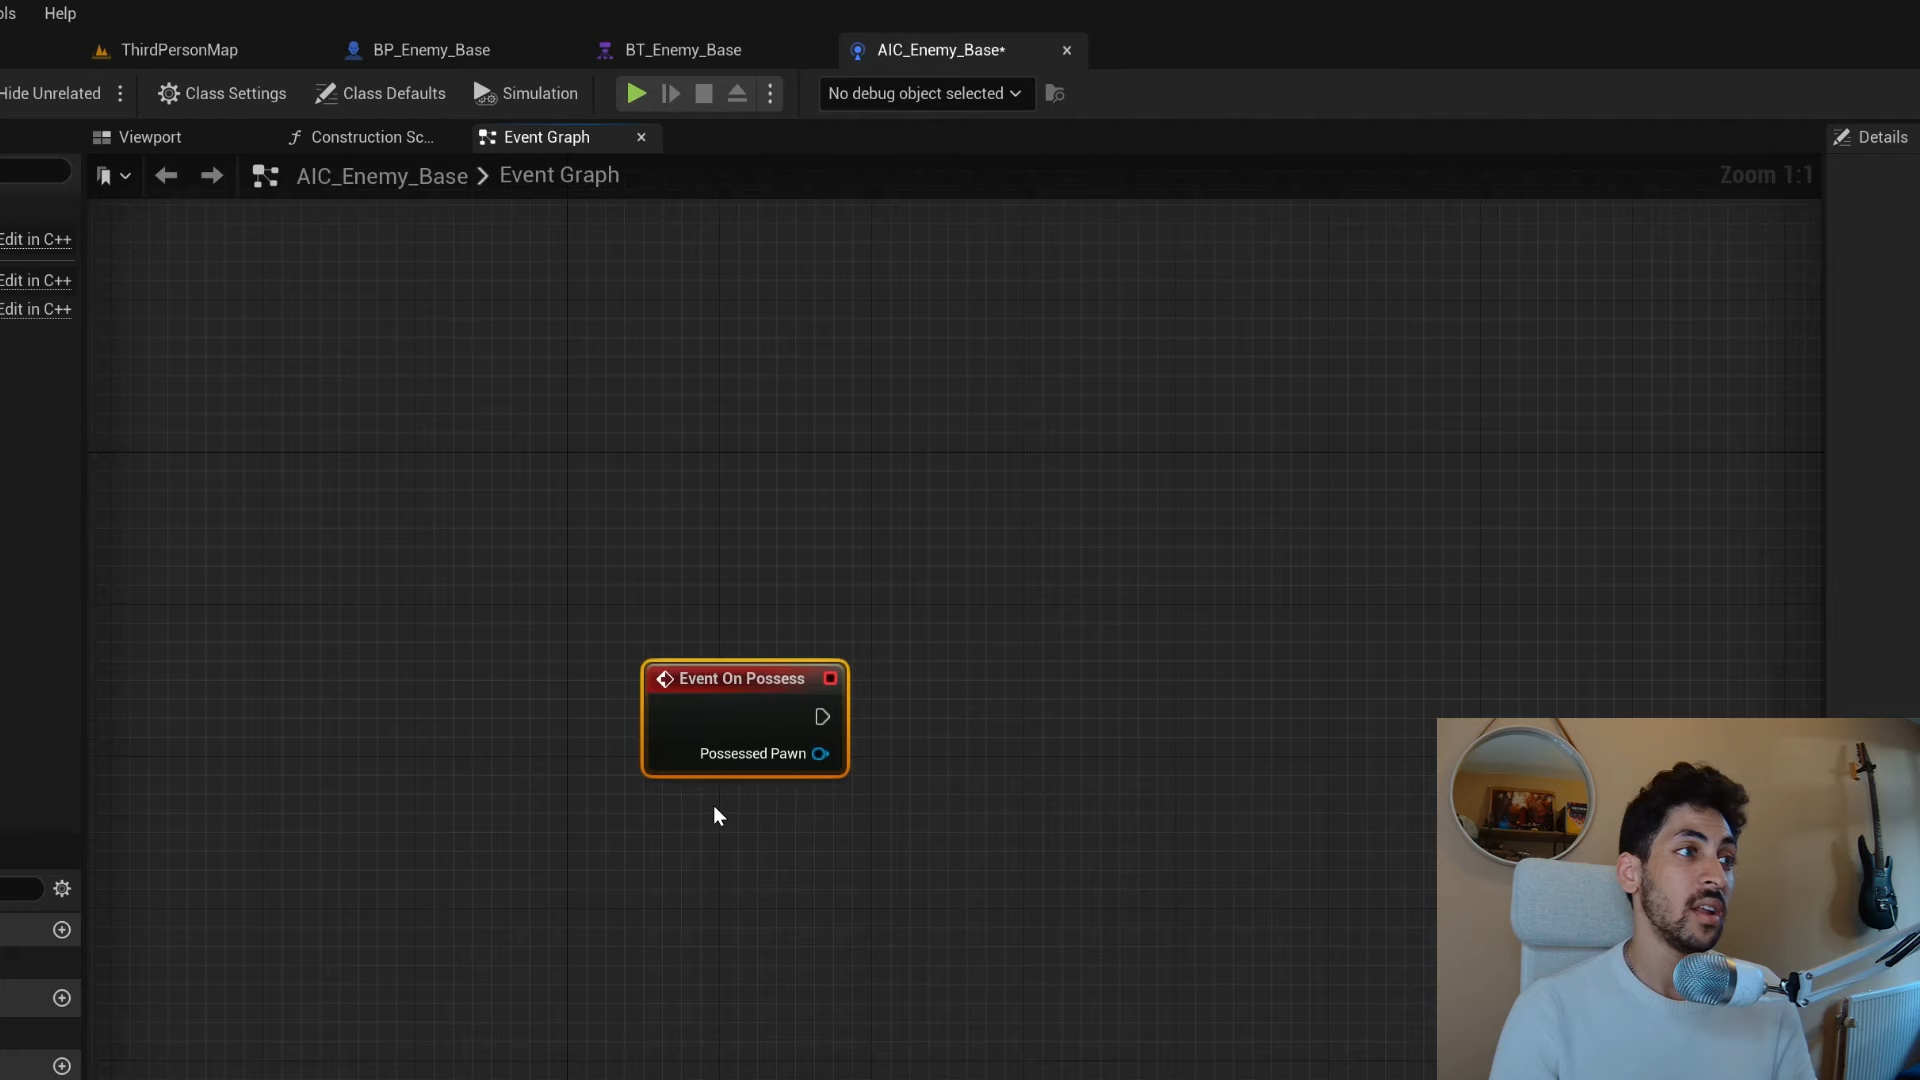 ols Help
ThirdPersonMap BP_Enemy_Base BT_Enemy_Base AIC_Enemy_Base*
Hide Unrelated Class Settings Class Defaults Simulation No debug object selected
Viewport Construction Sc... Event Graph Details
AIC_Enemy_Base > Event Graph Zoom 1:1
Edit in C++
Edit in C++
Edit in C++
Event On Possess
Possessed Pawn